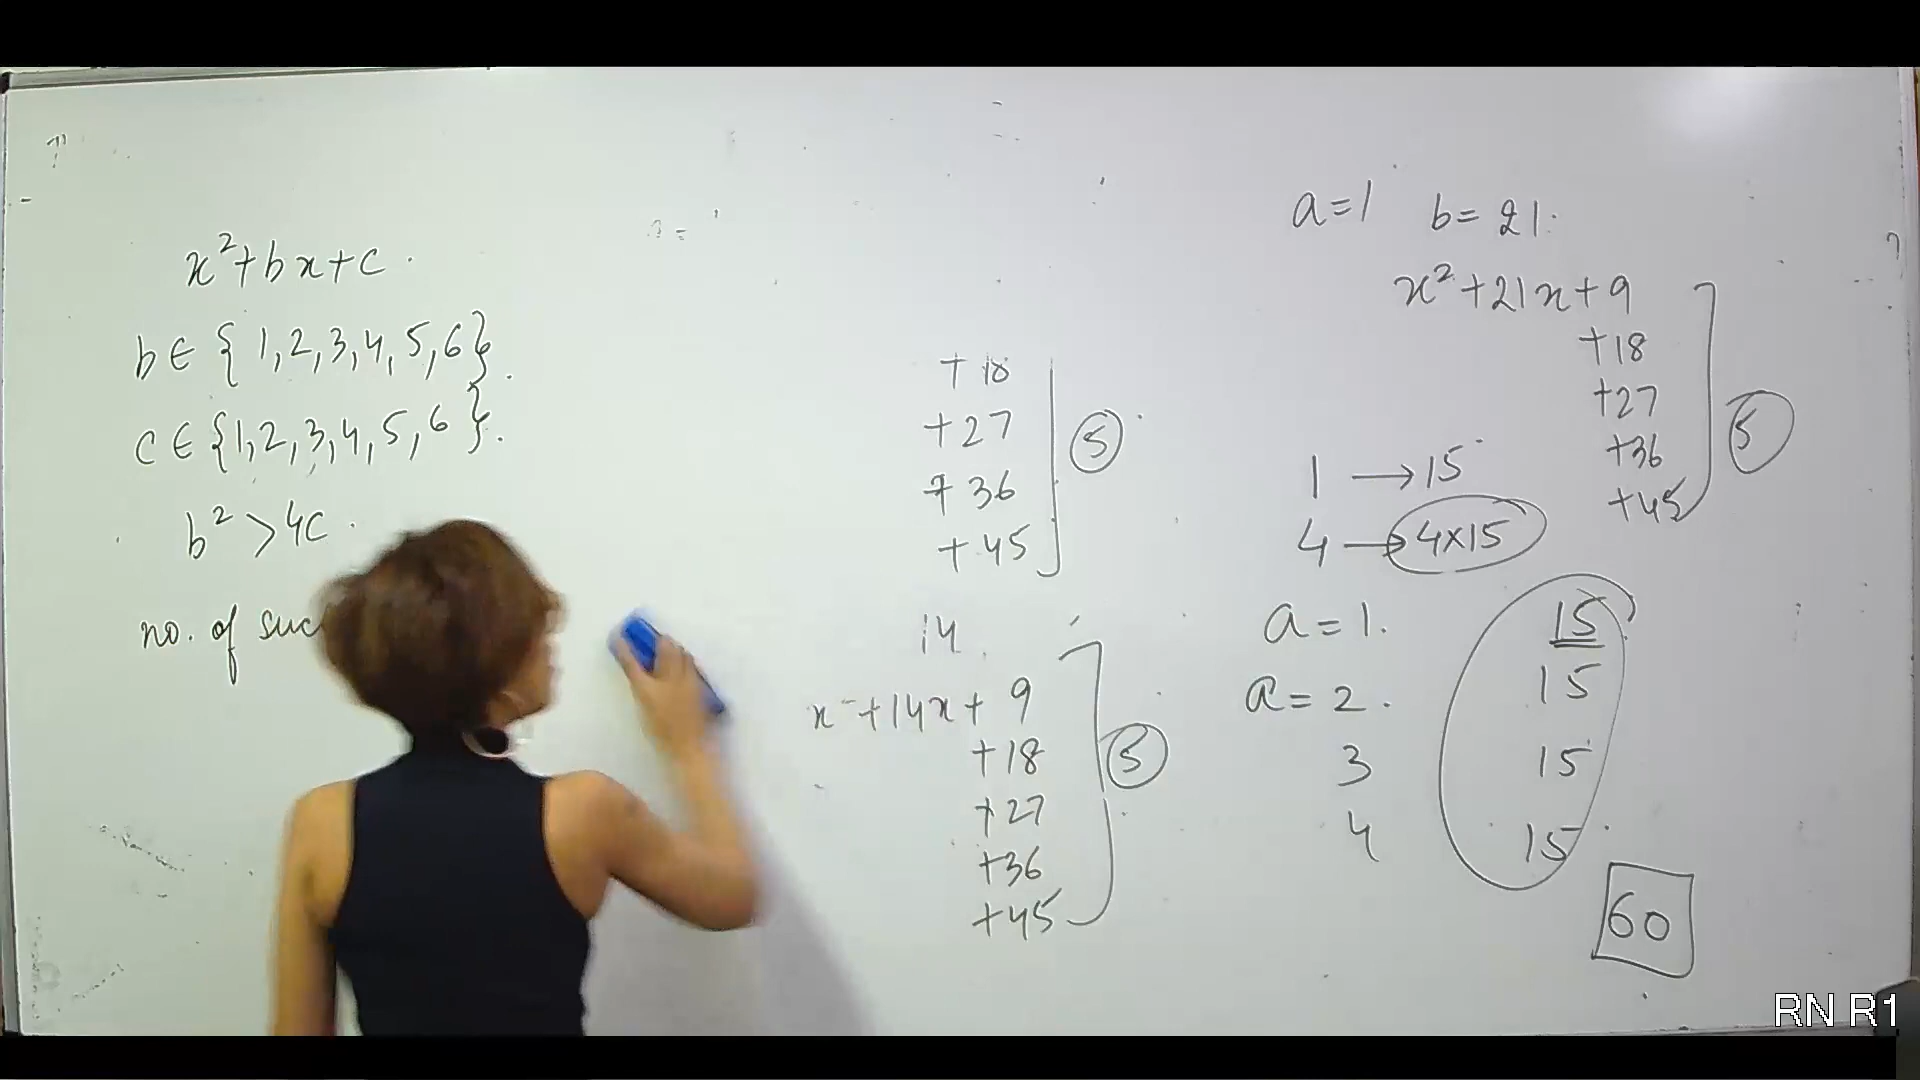 x²+bx+c.
b∈ { 1,2,3,4,5,6}.
c∈{1,2,3,4,5,6}.
b² >4c.
no. of suc
+ 18
+ 27
+ 36
+ 45
5
14
x²+14x+ 9
+18
+27
+36
+45
5
a=1 b= 21.
x²+21x+9
+18
+27
+36
+45
5
1 → 15
4 → 4×15
a = 1. 15
a = 2. 15
3 15
4 15
60
RN R1